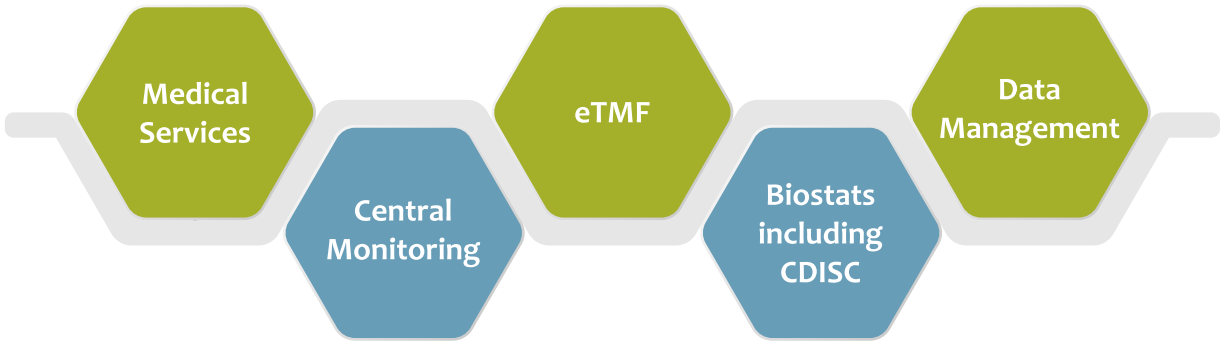 Medical
Services
Central
Monitoring
eTMF
Biostats
including
CDISC
Data
Management